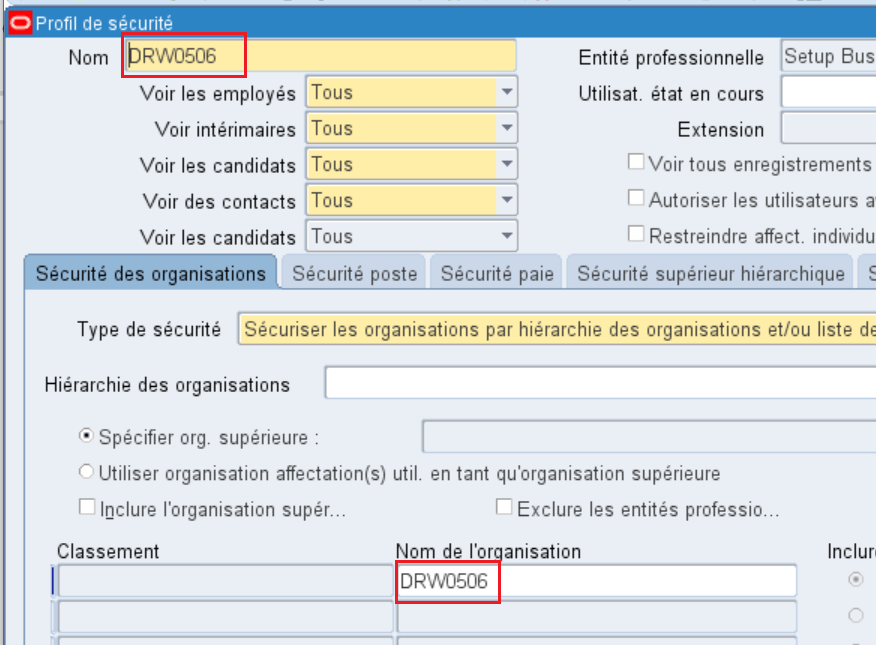 Profil de sécurité
Nom DRW0506 Entité professionnelle Setup Bus
Voir les employés Tous Utilisat. état en cours
Voir intérimaires Tous Extension
Voir les candidats Tous Voir tous enregistrements
Voir des contacts Tous Autoriser les utilisateurs a
Voir les candidats Tous Restreindre affect. individu
Sécurité des organisations Sécurité poste Sécurité paie Sécurité supérieur hiérarchique S
Type de sécurité Sécuriser les organisations par hiérarchie des organisations et/ou liste de
Hiérarchie des organisations
Spécifier org. supérieure :
Utiliser organisation affectation(s) util. en tant qu'organisation supérieure
Inclure l'organisation supér... Exclure les entités professio...
Classement Nom de l'organisation Inclure
DRW0506